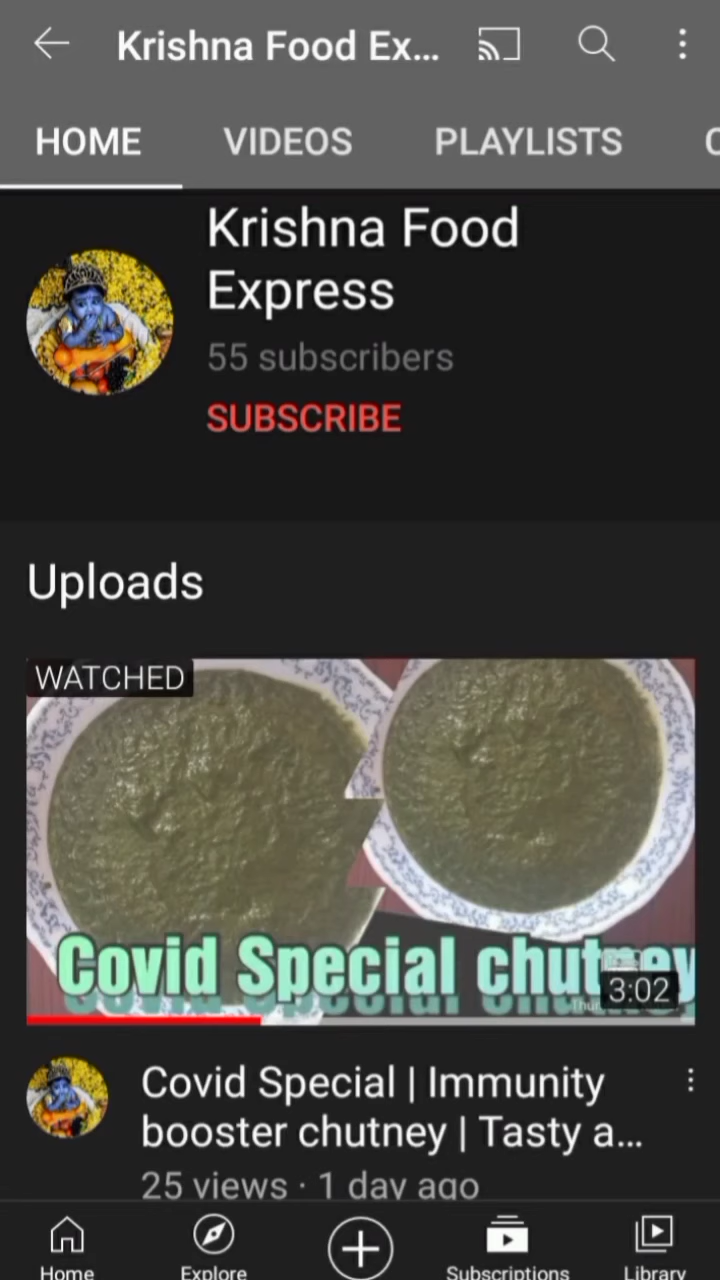 Krishna Food Ex...
HOME
VIDEOS
PLAYLISTS
Krishna Food
Express
55 subscribers
SUBSCRIBE
Uploads
WATCHED
Covid Special chutney
3:02
Covid Special | Immunity
booster chutney | Tasty a...
25 views · 1 day ago
Home
Explore
Subscriptions
Library